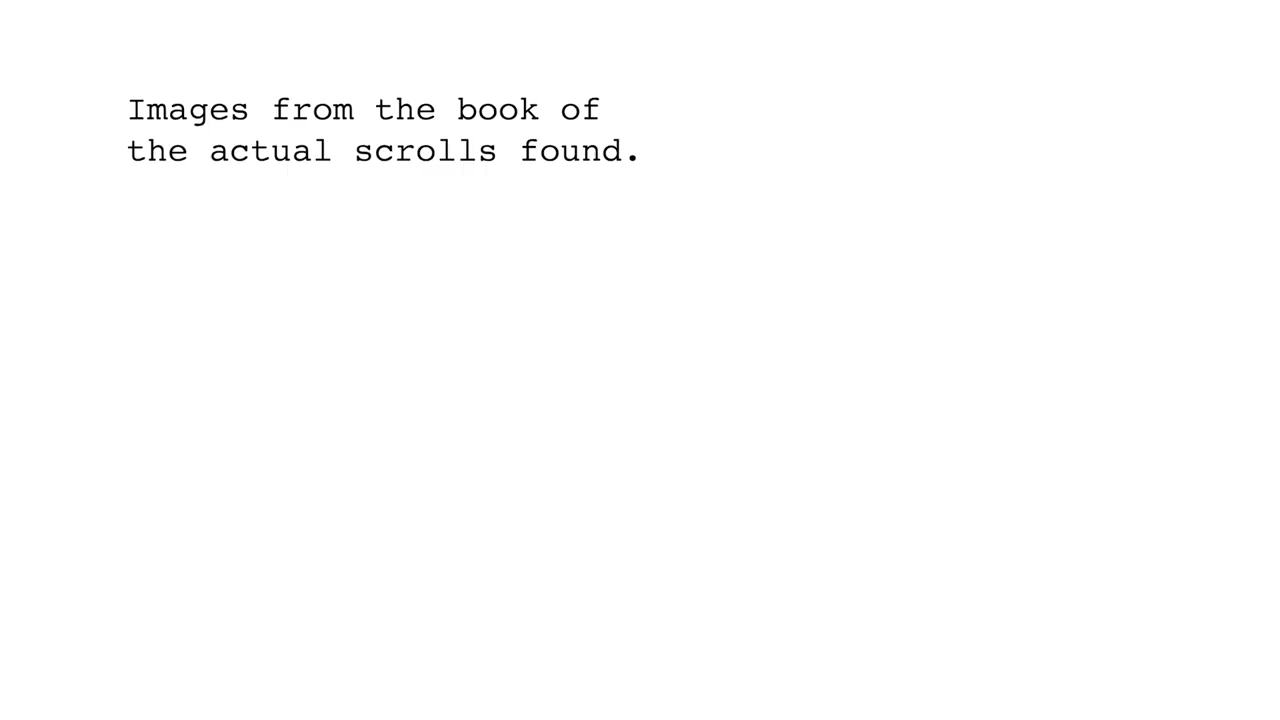 Images from the book of
the actual scrolls found.